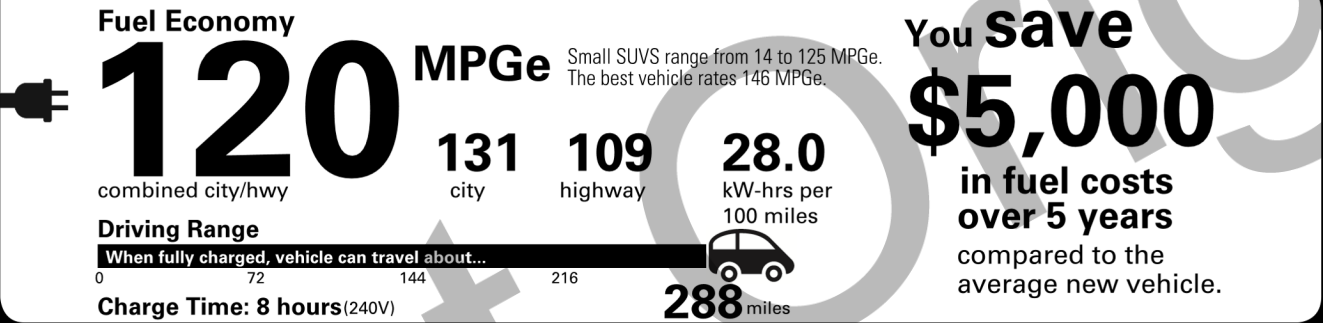 Fuel Economy
120
MPGe
Small SUVS range from 14 to 125 MPGe.
The best vehicle rates 146 MPGe.
combined city/hwy
131
city
109
highway
28.0
kW-hrs per
100 miles
Driving Range
When fully charged, vehicle can travel about...
0 72 144 216
288 miles
Charge Time: 8 hours (240V)
You save
$5,000
in fuel costs
over 5 years
compared to the
average new vehicle.